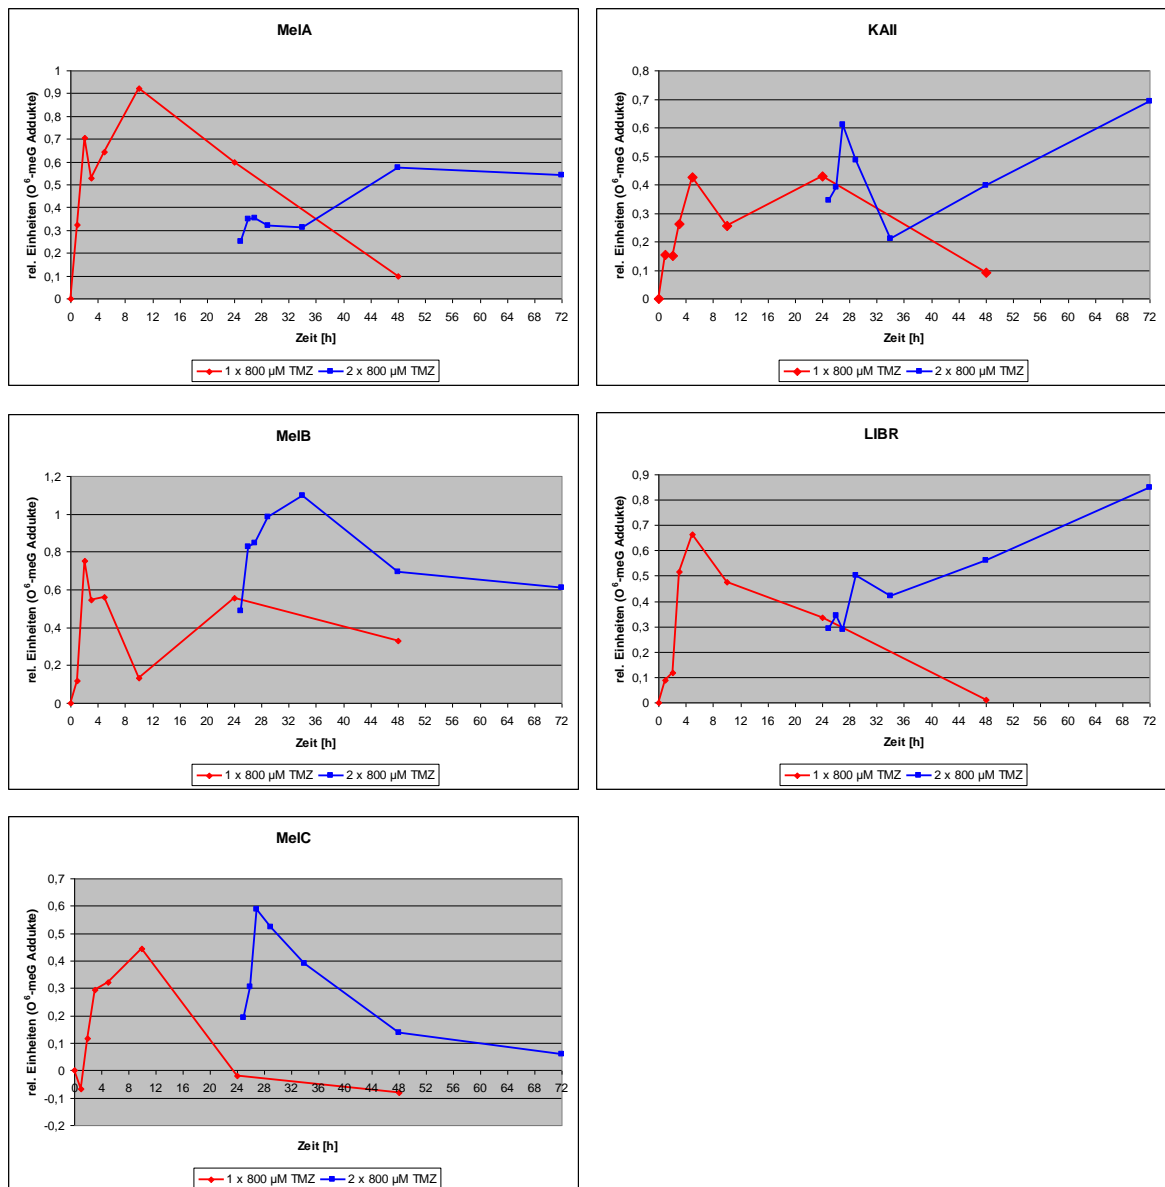 MelA
rel. Einheiten (O⁶-meG Addukte)
1
0,9
0,8
0,7
0,6
0,5
0,4
0,3
0,2
0,1
0
0 4 8 12 16 20 24 28 32 36 40 44 48 52 56 60 64 68 72
Zeit [h]
1 x 800 µM TMZ 2 x 800 µM TMZ
KAII
rel. Einheiten (O⁶-meG Addukte)
0,8
0,7
0,6
0,5
0,4
0,3
0,2
0,1
0
0 4 8 12 16 20 24 28 32 36 40 44 48 52 56 60 64 68 72
Zeit [h]
1 x 800 µM TMZ 2 x 800 µM TMZ
MelB
rel. Einheiten (O⁶-meG Addukte)
1,2
1
0,8
0,6
0,4
0,2
0
0 4 8 12 16 20 24 28 32 36 40 44 48 52 56 60 64 68 72
Zeit [h]
1 x 800 µM TMZ 2 x 800 µM TMZ
LIBR
rel. Einheiten (O⁶-meG Addukte)
0,9
0,8
0,7
0,6
0,5
0,4
0,3
0,2
0,1
0
0 4 8 12 16 20 24 28 32 36 40 44 48 52 56 60 64 68 72
Zeit [h]
1 x 800 µM TMZ 2 x 800 µM TMZ
MelC
rel. Einheiten (O⁶-meG Addukte)
0,7
0,6
0,5
0,4
0,3
0,2
0,1
0
-0,1
-0,2
0 4 8 12 16 20 24 28 32 36 40 44 48 52 56 60 64 68 72
Zeit [h]
1 x 800 µM TMZ 2 x 800 µM TMZ